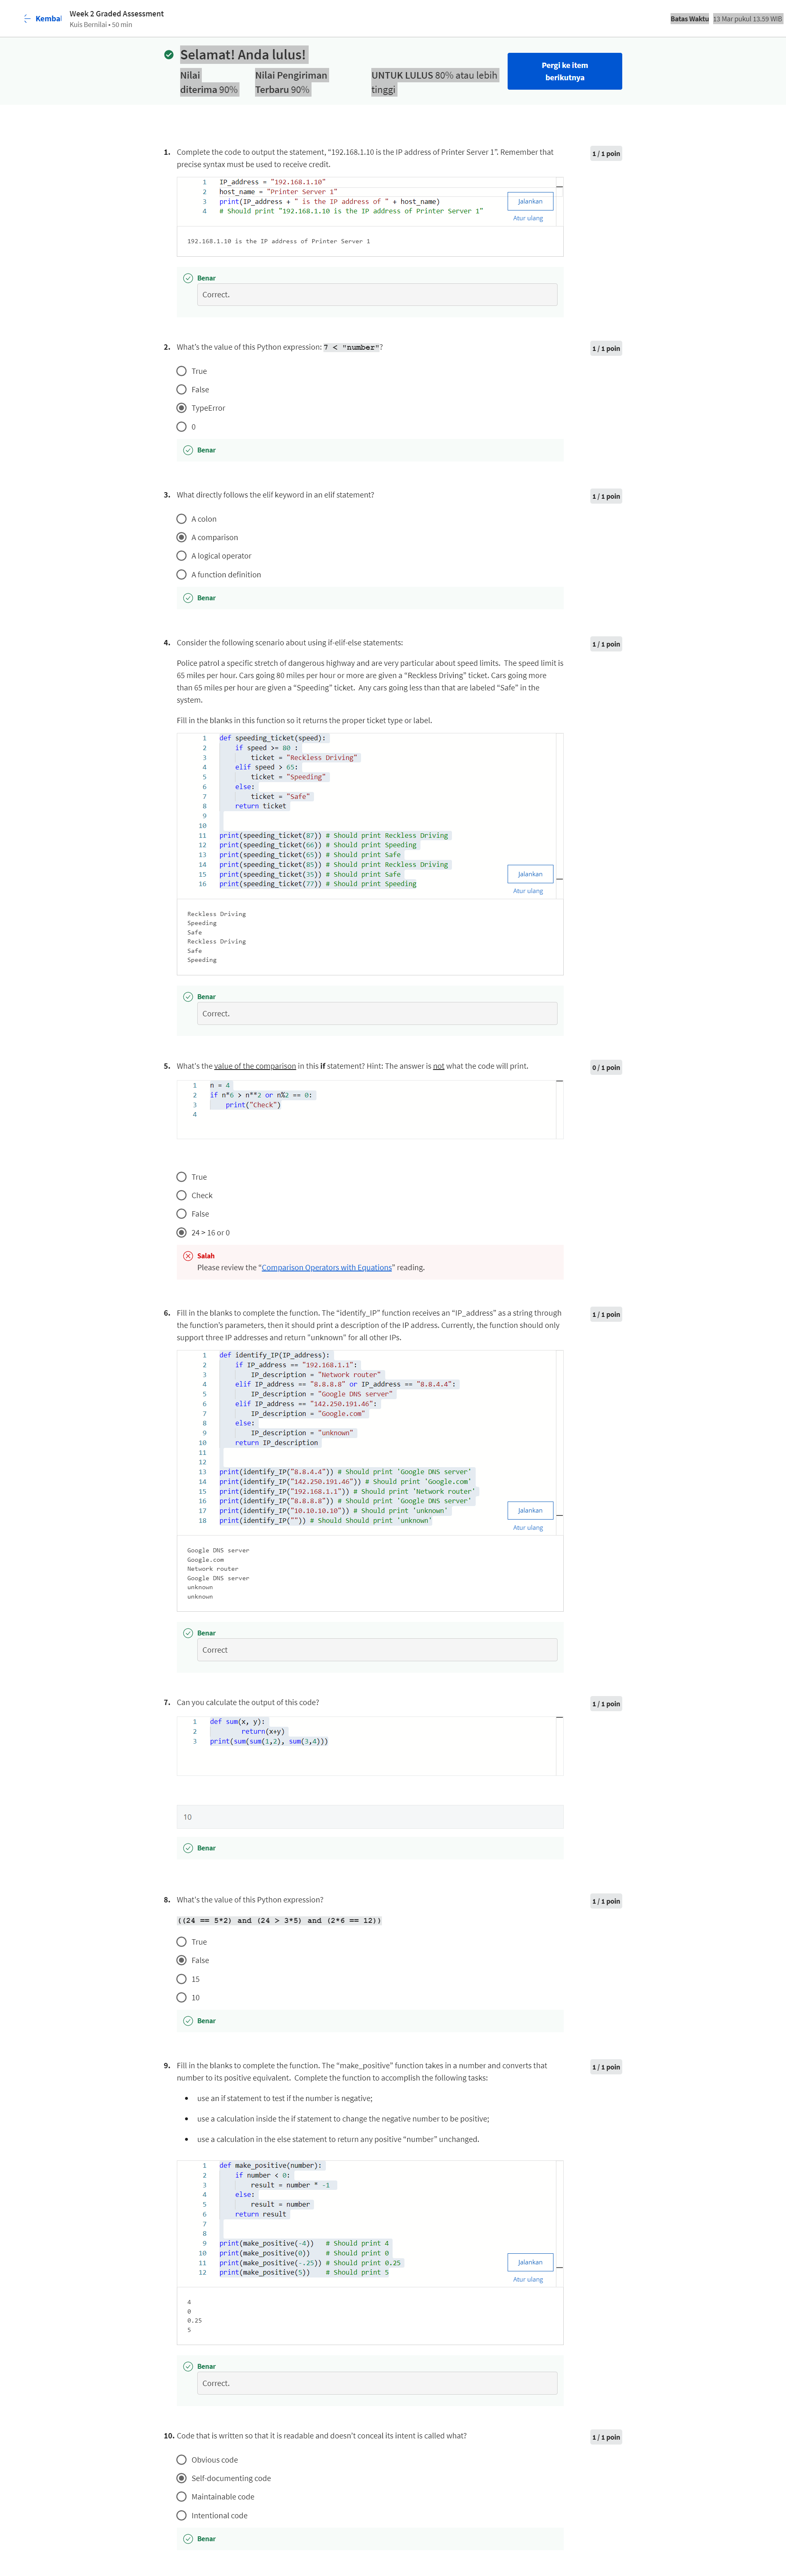 Kembali
Week 2 Graded Assessment
Kuis Bernilai • 50 min
Batas Waktu 13 Mar pukul 13.59 WIB
Selamat! Anda lulus!
Nilai diterima 90%
Nilai Pengiriman Terbaru 90%
UNTUK LULUS 80% atau lebih tinggi
Pergi ke item berikutnya
1. Complete the code to output the statement, “192.168.1.10 is the IP address of Printer Server 1”. Remember that
precise syntax must be used to receive credit.
1 / 1 poin
1 IP_address = "192.168.1.10"
2 host_name = "Printer Server 1"
3 print(IP_address + " is the IP address of " + host_name)
4 # Should print "192.168.1.10 is the IP address of Printer Server 1"
Jalankan
Atur ulang
192.168.1.10 is the IP address of Printer Server 1
Benar
Correct.
2. What’s the value of this Python expression: 7 < "number"?
1 / 1 poin
True
False
TypeError
0
Benar
3. What directly follows the elif keyword in an elif statement?
1 / 1 poin
A colon
A comparison
A logical operator
A function definition
Benar
4. Consider the following scenario about using if-elif-else statements:
1 / 1 poin
Police patrol a specific stretch of dangerous highway and are very particular about speed limits. The speed limit is
65 miles per hour. Cars going 80 miles per hour or more are given a “Reckless Driving” ticket. Cars going more
than 65 miles per hour are given a “Speeding” ticket. Any cars going less than that are labeled “Safe” in the
system.
Fill in the blanks in this function so it returns the proper ticket type or label.
1 def speeding_ticket(speed):
2 if speed >= 80 :
3 ticket = "Reckless Driving"
4 elif speed > 65:
5 ticket = "Speeding"
6 else:
7 ticket = "Safe"
8 return ticket
9
10
11 print(speeding_ticket(87)) # Should print Reckless Driving
12 print(speeding_ticket(66)) # Should print Speeding
13 print(speeding_ticket(65)) # Should print Safe
14 print(speeding_ticket(85)) # Should print Reckless Driving
15 print(speeding_ticket(35)) # Should print Safe
16 print(speeding_ticket(77)) # Should print Speeding
Jalankan
Atur ulang
Reckless Driving
Speeding
Safe
Reckless Driving
Safe
Speeding
Benar
Correct.
5. What's the value of the comparison in this if statement? Hint: The answer is not what the code will print.
0 / 1 poin
1 n = 4
2 if n*6 > n**2 or n%2 == 0:
3 print("Check")
4
True
Check
False
24 > 16 or 0
Salah
Please review the “Comparison Operators with Equations” reading.
6. Fill in the blanks to complete the function. The “identify_IP” function receives an “IP_address” as a string through
the function’s parameters, then it should print a description of the IP address. Currently, the function should only
support three IP addresses and return "unknown" for all other IPs.
1 / 1 poin
1 def identify_IP(IP_address):
2 if IP_address == "192.168.1.1":
3 IP_description = "Network router"
4 elif IP_address == "8.8.8.8" or IP_address == "8.8.4.4":
5 IP_description = "Google DNS server"
6 elif IP_address == "142.250.191.46":
7 IP_description = "Google.com"
8 else:
9 IP_description = "unknown"
10 return IP_description
11
12
13 print(identify_IP("8.8.4.4")) # Should print 'Google DNS server'
14 print(identify_IP("142.250.191.46")) # Should print 'Google.com'
15 print(identify_IP("192.168.1.1")) # Should print 'Network router'
16 print(identify_IP("8.8.8.8")) # Should print 'Google DNS server'
17 print(identify_IP("10.10.10.10")) # Should print 'unknown'
18 print(identify_IP("")) # Should Should print 'unknown'
Jalankan
Atur ulang
Google DNS server
Google.com
Network router
Google DNS server
unknown
unknown
Benar
Correct
7. Can you calculate the output of this code?
1 / 1 poin
1 def sum(x, y):
2 return(x+y)
3 print(sum(sum(1,2), sum(3,4)))
10
Benar
8. What's the value of this Python expression?
1 / 1 poin
((24 == 5*2) and (24 > 3*5) and (2*6 == 12))
True
False
15
10
Benar
9. Fill in the blanks to complete the function. The “make_positive” function takes in a number and converts that
number to its positive equivalent. Complete the function to accomplish the following tasks:
1 / 1 poin
• use an if statement to test if the number is negative;
• use a calculation inside the if statement to change the negative number to be positive;
• use a calculation in the else statement to return any positive “number” unchanged.
1 def make_positive(number):
2 if number < 0:
3 result = number * -1
4 else:
5 result = number
6 return result
7
8
9 print(make_positive(-4)) # Should print 4
10 print(make_positive(0)) # Should print 0
11 print(make_positive(-.25)) # Should print 0.25
12 print(make_positive(5)) # Should print 5
Jalankan
Atur ulang
4
0
0.25
5
Benar
Correct.
10. Code that is written so that it is readable and doesn't conceal its intent is called what?
1 / 1 poin
Obvious code
Self-documenting code
Maintainable code
Intentional code
Benar